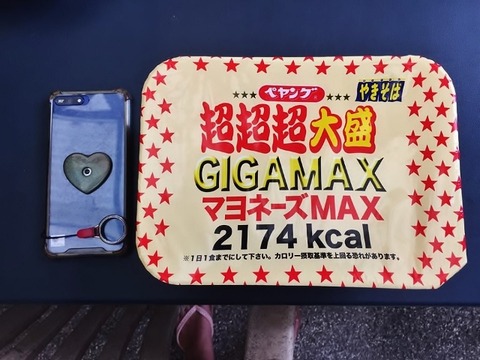 ペヤング
やきそば
超超超大盛
GIGAMAX
マヨネーズMAX
2174 kcal
※1日1食までにして下さい。カロリー摂取基準を上回る恐れがあります。